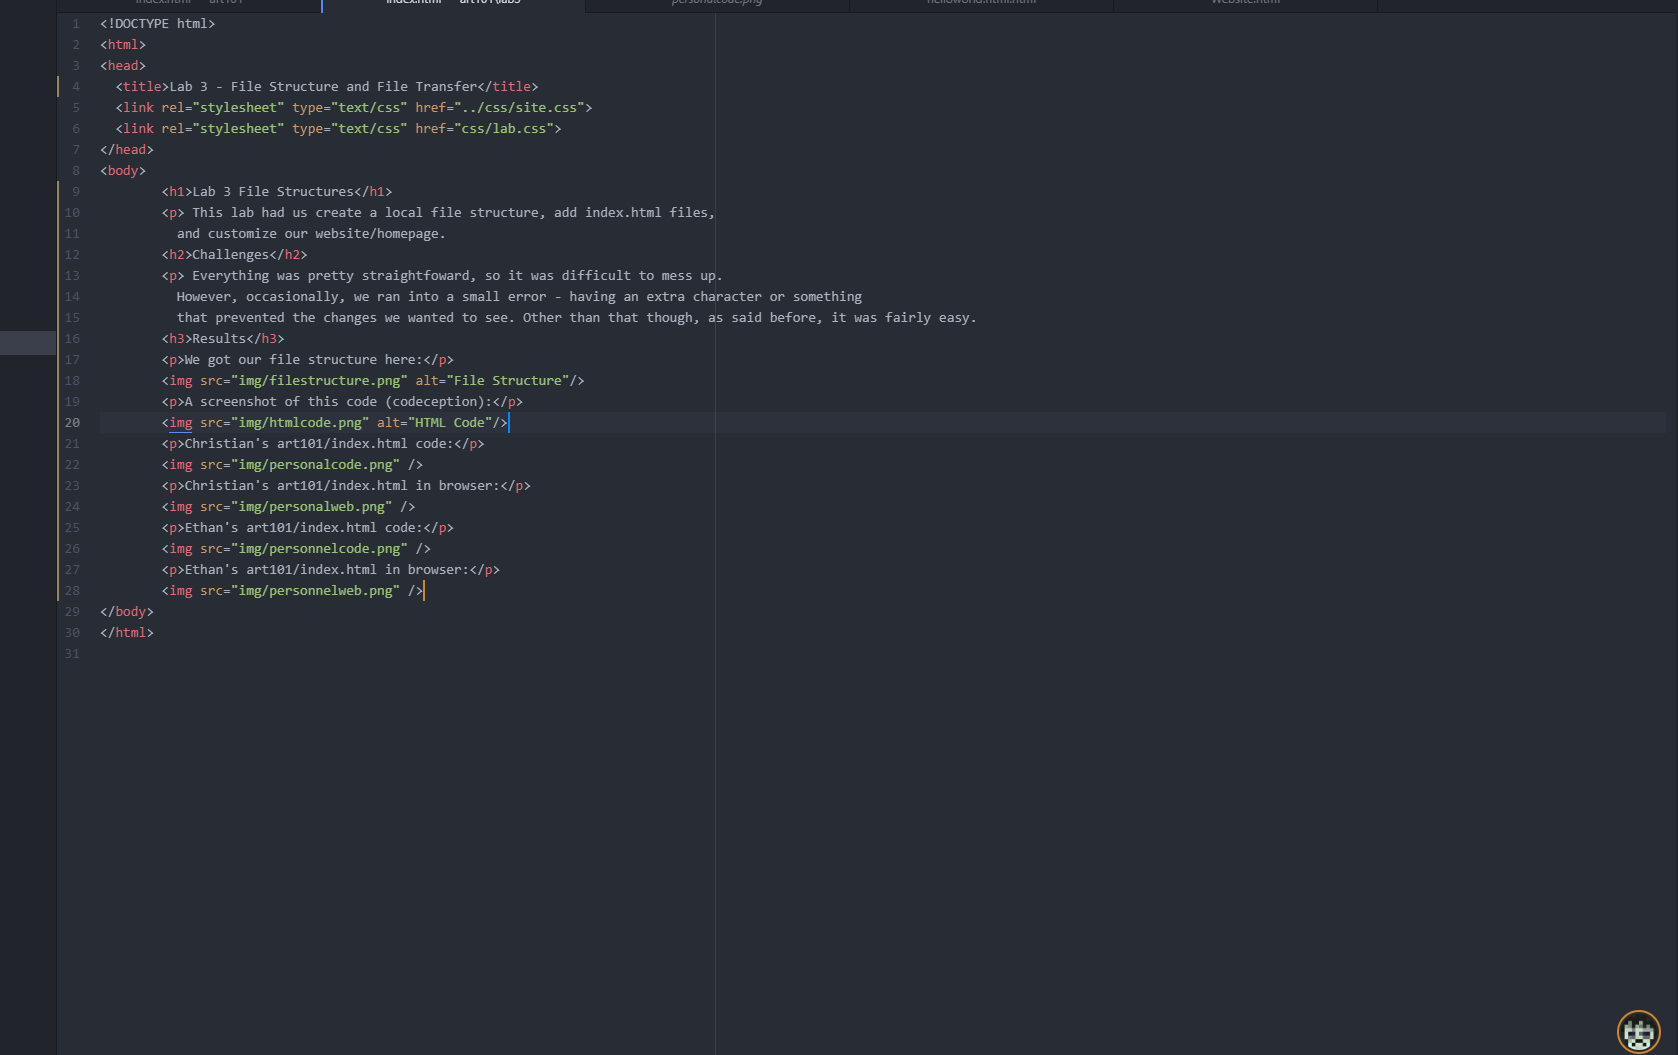 index.html — art101
index.html — art101\lab3
personalcode.png
helloworld.html.html
Website.html
1 <!DOCTYPE html>
2 <html>
3 <head>
4 <title>Lab 3 - File Structure and File Transfer</title>
5 <link rel="stylesheet" type="text/css" href="../css/site.css">
6 <link rel="stylesheet" type="text/css" href="css/lab.css">
7 </head>
8 <body>
9 <h1>Lab 3 File Structures</h1>
10 <p> This lab had us create a local file structure, add index.html files,
11 and customize our website/homepage.
12 <h2>Challenges</h2>
13 <p> Everything was pretty straightfoward, so it was difficult to mess up.
14 However, occasionally, we ran into a small error - having an extra character or something
15 that prevented the changes we wanted to see. Other than that though, as said before, it was fairly easy.
16 <h3>Results</h3>
17 <p>We got our file structure here:</p>
18 <img src="img/filestructure.png" alt="File Structure"/>
19 <p>A screenshot of this code (codeception):</p>
20 <img src="img/htmlcode.png" alt="HTML Code"/>
21 <p>Christian's art101/index.html code:</p>
22 <img src="img/personalcode.png" />
23 <p>Christian's art101/index.html in browser:</p>
24 <img src="img/personalweb.png" />
25 <p>Ethan's art101/index.html code:</p>
26 <img src="img/personnelcode.png" />
27 <p>Ethan's art101/index.html in browser:</p>
28 <img src="img/personnelweb.png" />
29 </body>
30 </html>
31